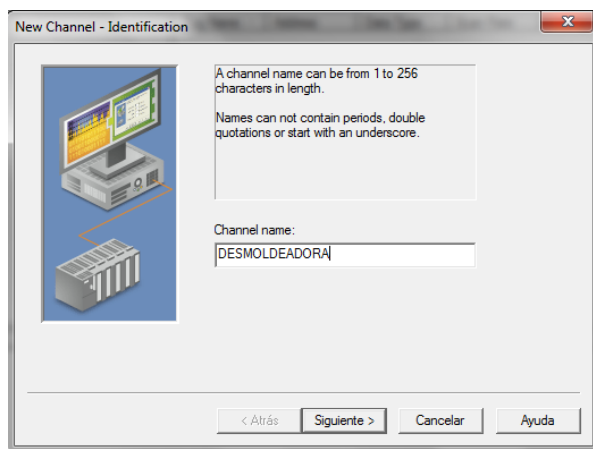 New Channel - Identification
A channel name can be from 1 to 256
characters in length.
Names can not contain periods, double
quotations or start with an underscore.
Channel name:
DESMOLDEADORA
< Atrás
Siguiente >
Cancelar
Ayuda